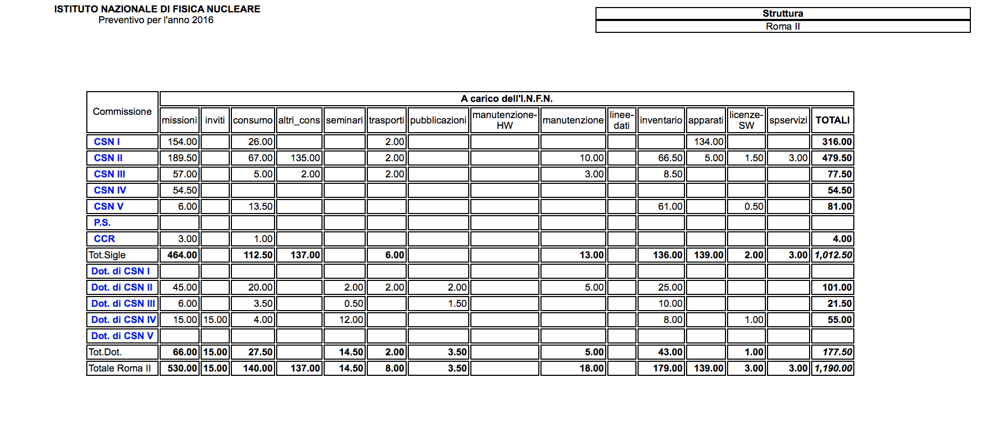 ISTITUTO NAZIONALE DI FISICA NUCLEARE
Preventivo per l'anno 2016
Struttura
Roma II
Commissione A carico dell'I.N.F.N.
missioni inviti consumo altri_cons seminari trasporti pubblicazioni manutenzione-HW manutenzione linee-dati inventario apparati licenze-SW spservizi TOTALI
CSN I 154.00 26.00 2.00 134.00 316.00
CSN II 189.50 67.00 135.00 2.00 10.00 66.50 5.00 1.50 3.00 479.50
CSN III 57.00 5.00 2.00 2.00 3.00 8.50 77.50
CSN IV 54.50 54.50
CSN V 6.00 13.50 61.00 0.50 81.00
P.S.
CCR 3.00 1.00 4.00
Tot.Sigle 464.00 112.50 137.00 6.00 13.00 136.00 139.00 2.00 3.00 1,012.50
Dot. di CSN I
Dot. di CSN II 45.00 20.00 2.00 2.00 2.00 5.00 25.00 101.00
Dot. di CSN III 6.00 3.50 0.50 1.50 10.00 21.50
Dot. di CSN IV 15.00 15.00 4.00 12.00 8.00 1.00 55.00
Dot. di CSN V
Tot.Dot. 66.00 15.00 27.50 14.50 2.00 3.50 5.00 43.00 1.00 177.50
Totale Roma II 530.00 15.00 140.00 137.00 14.50 8.00 3.50 18.00 179.00 139.00 3.00 3.00 1,190.00